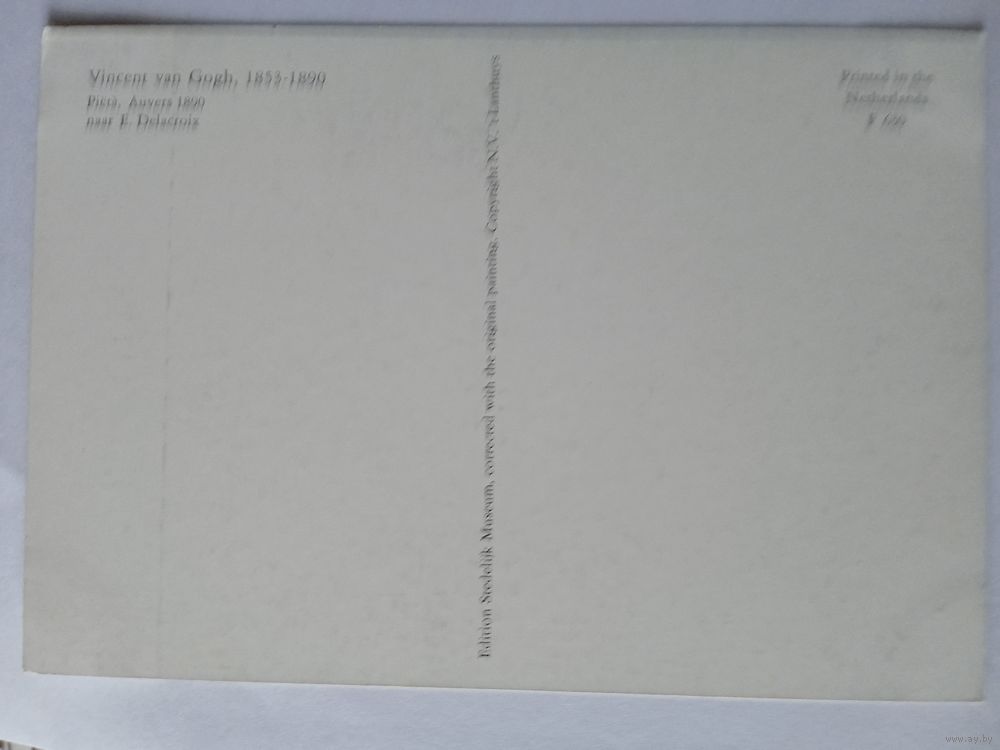 Vincent van Gogh, 1853-1890
Pietà, Auvers 1890
naar E. Delacroix
Edition Stedelijk Museum, corrected with the original painting. Copyright N.V. 't Lanthuys
Printed in the
Netherlands
www.ay.by